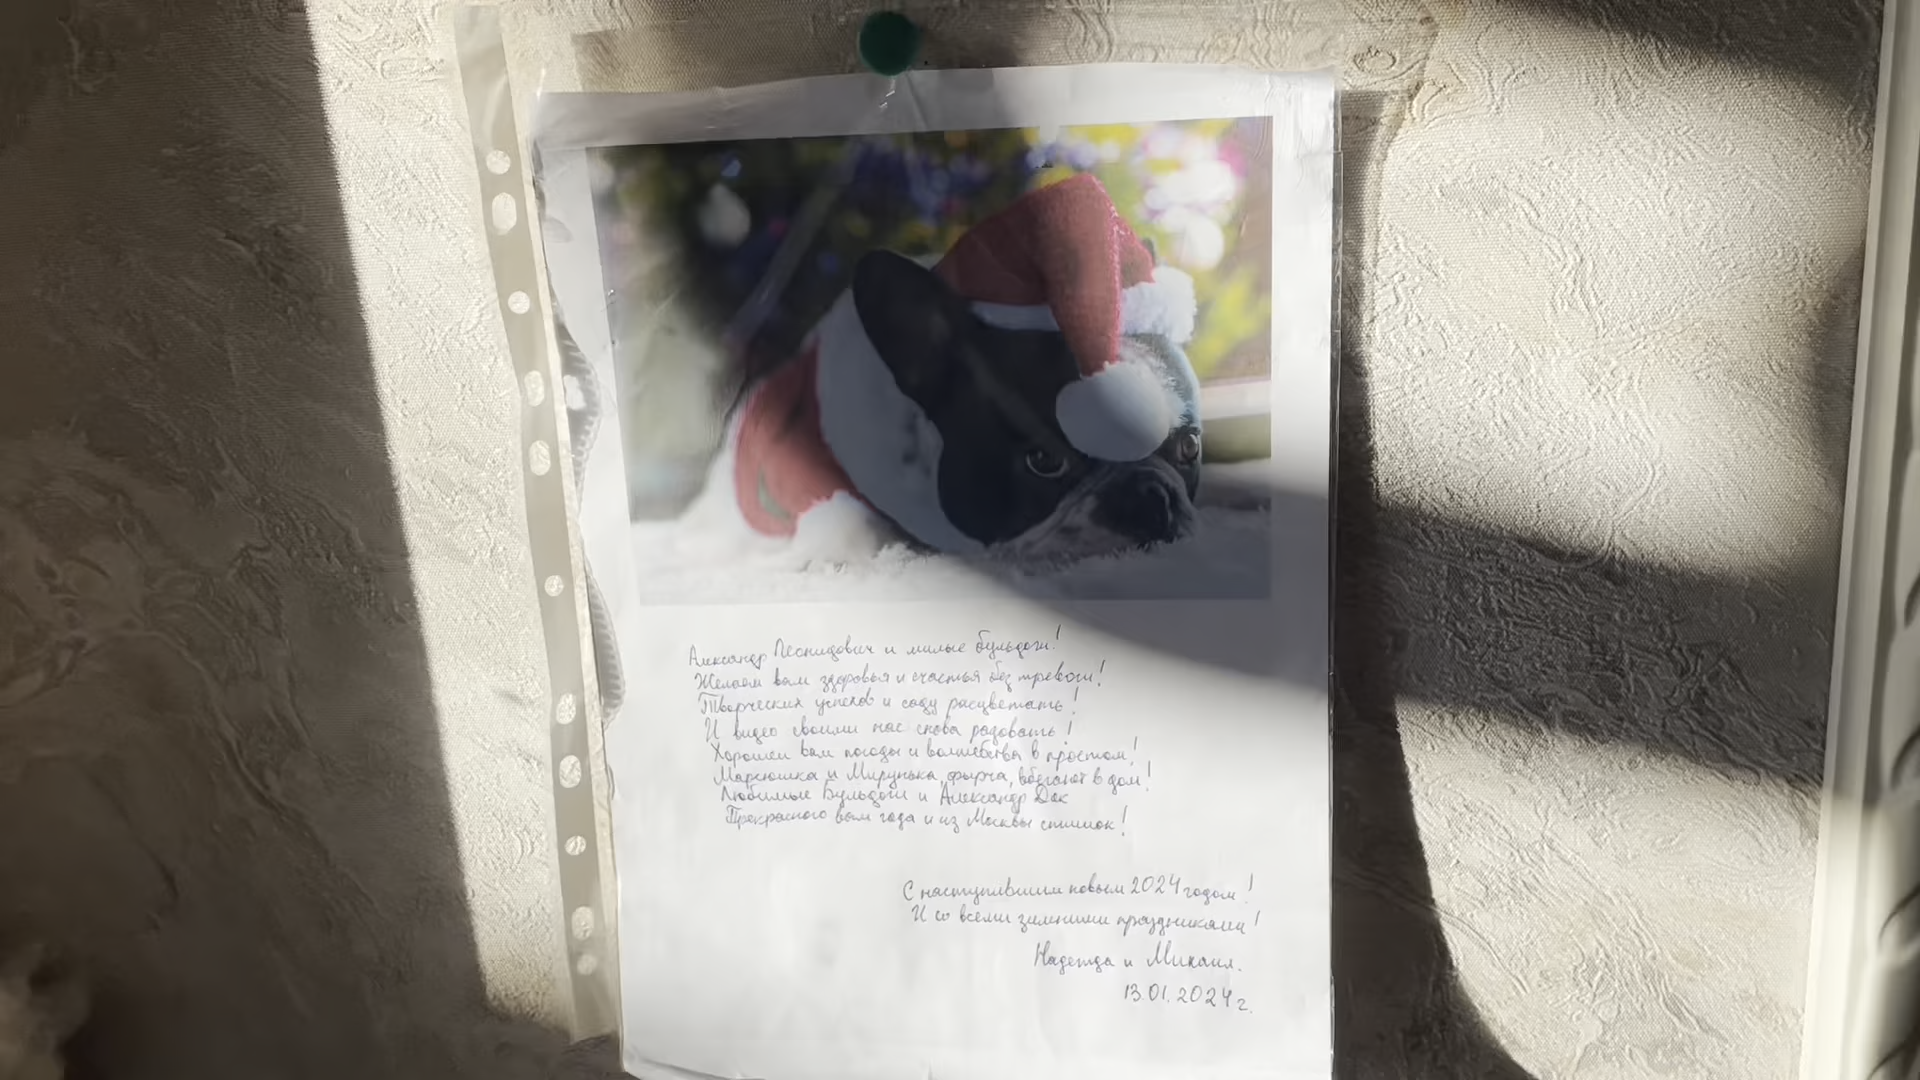 Александр Леонидович и милые бульдоги!
Желаем вам здоровья и счастья без тревоги!
Творческих успехов и саду расцветать!
И видео своими нас снова радовать!
Хорошей вам погоды и волшебства в простом!
Марсюшка и Мирунька, фырча, вбегают в дом!
Любимые Бульдоги и Александр Док
Прекрасного вам года и из Москвы стишок!
С наступившим новым 2024 годом!
И со всеми зимними праздниками!
Надежда и Михаил.
13.01.2024 г.